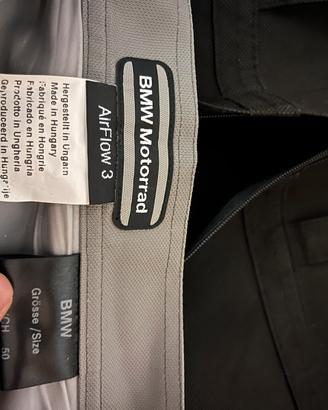 BMW Motorrad
AirFlow 3
Hergestellt in Ungarn
Made in Hungary
Fabriqué en Hongrie
Fabricado en Hungría
Prodotto in Ungheria
Geproduceerd in
BMW
Grösse /Size
50